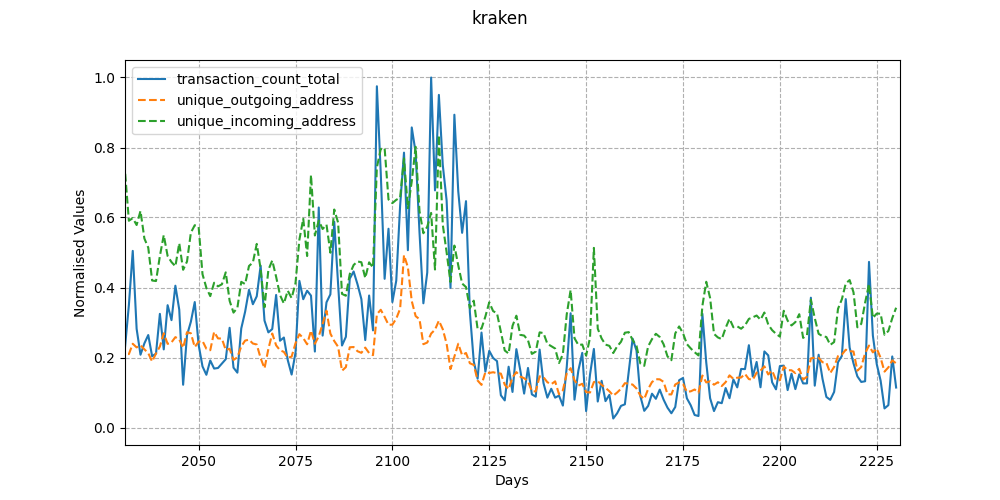 kraken
transaction_count_total
unique_outgoing_address
unique_incoming_address
Normalised Values
1.0
0.8
0.6
0.4
0.2
0.0
2050 2075 2100 2125 2150 2175 2200 2225
Days